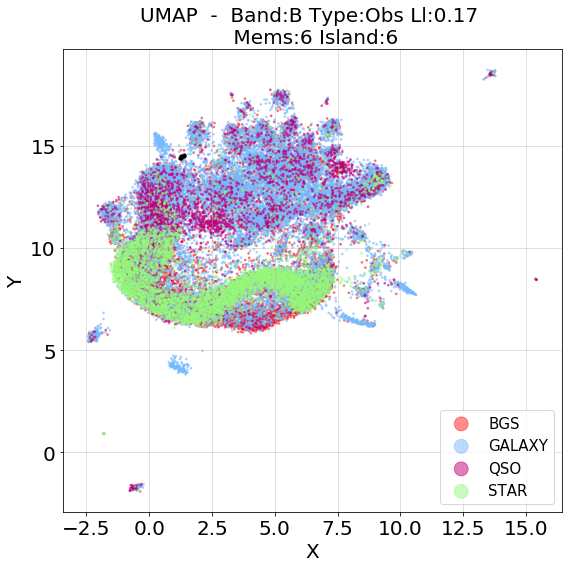 UMAP  -  Band:B Type:Obs Ll:0.17
Mems:6 Island:6
Y
15
10
5
0
−2.5 0.0 2.5 5.0 7.5 10.0 12.5 15.0
X
BGS
GALAXY
QSO
STAR